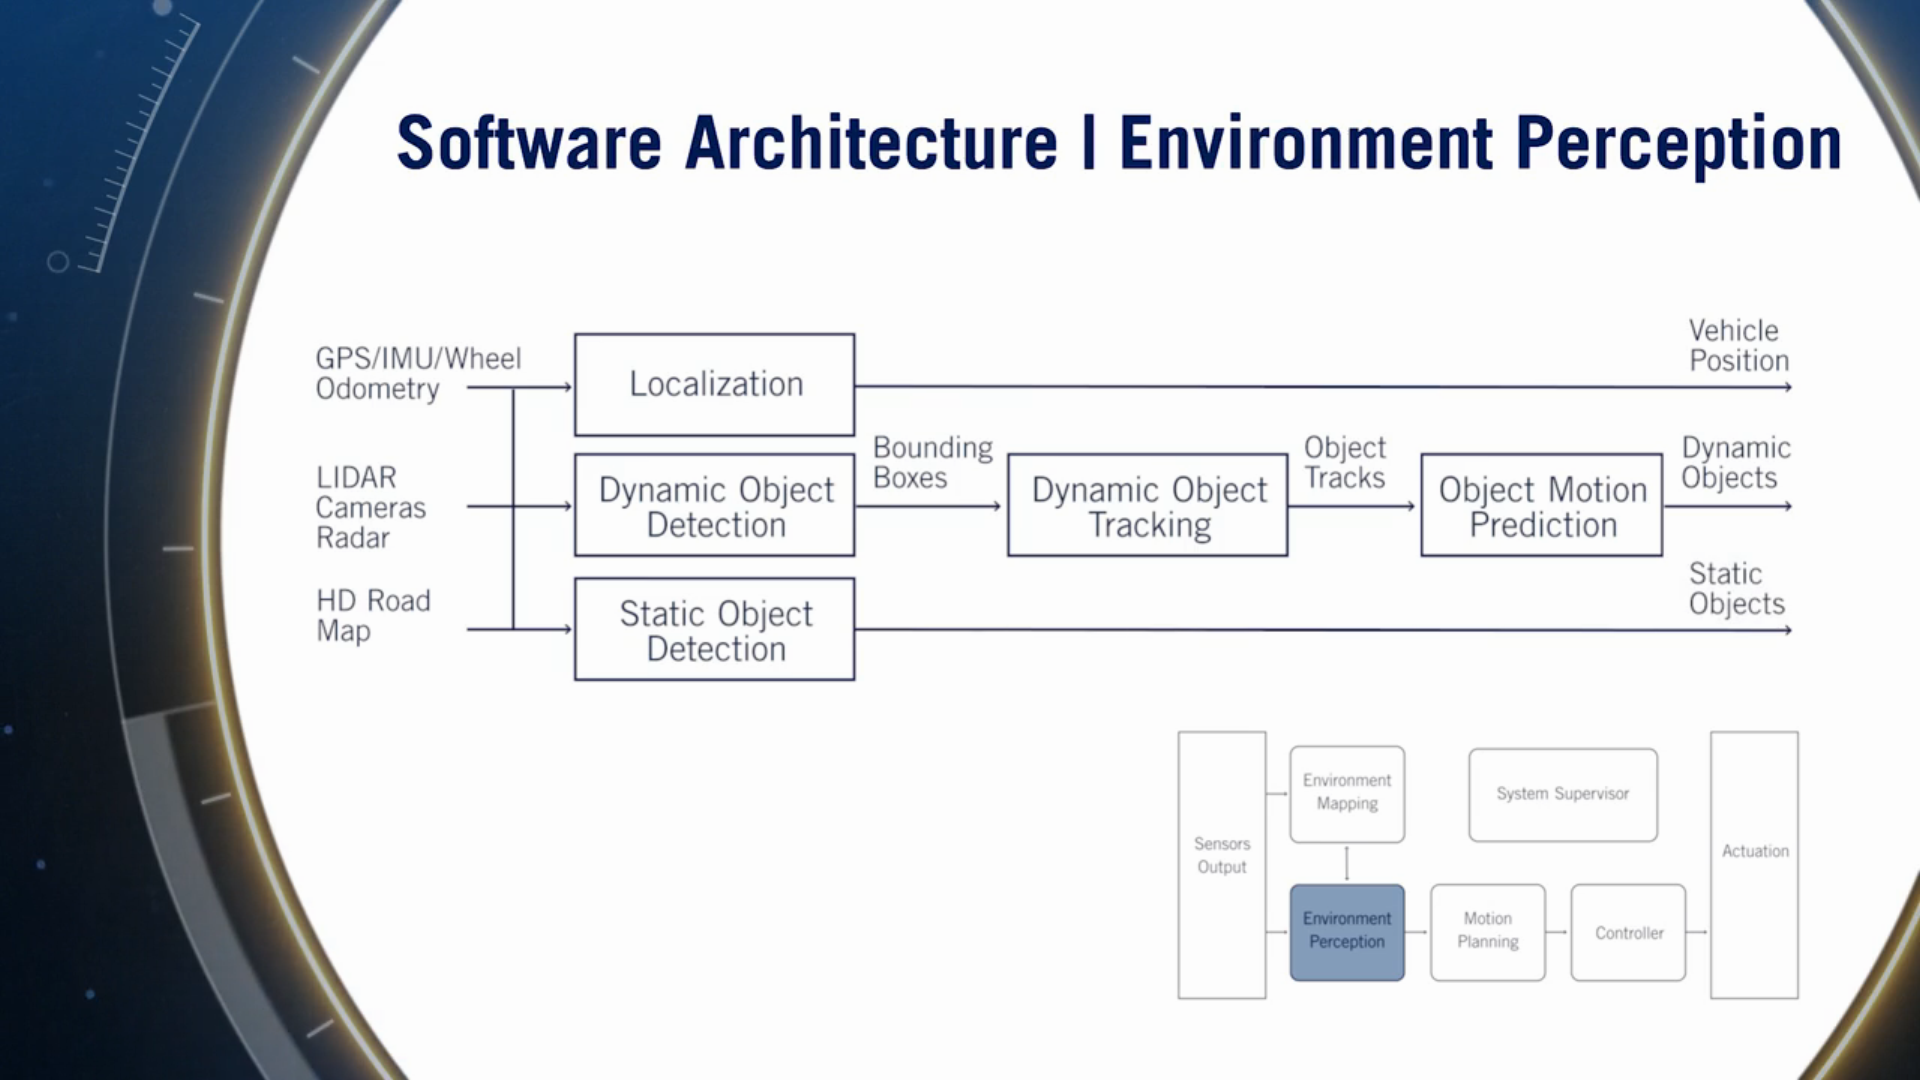 Software Architecture | Environment Perception
GPS/IMU/Wheel
Odometry
Localization
Vehicle
Position
LIDAR
Cameras
Radar
Dynamic Object
Detection
Bounding
Boxes
Dynamic Object
Tracking
Object
Tracks
Object Motion
Prediction
Dynamic
Objects
HD Road
Map
Static Object
Detection
Static
Objects
Sensors
Output
Environment
Mapping
System Supervisor
Environment
Perception
Motion
Planning
Controller
Actuation